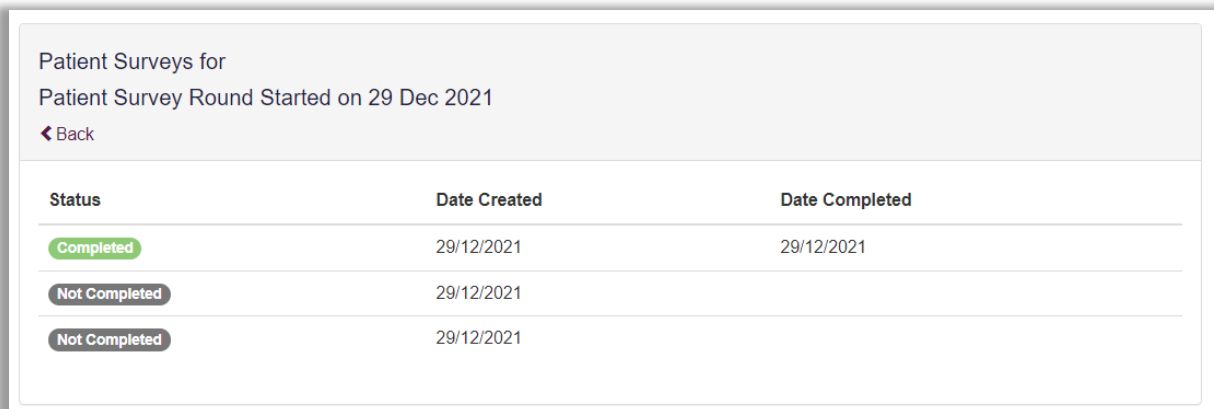 Patient Surveys for
Patient Survey Round Started on 29 Dec 2021
Back
Status Date Created Date Completed
Completed 29/12/2021 29/12/2021
Not Completed 29/12/2021
Not Completed 29/12/2021